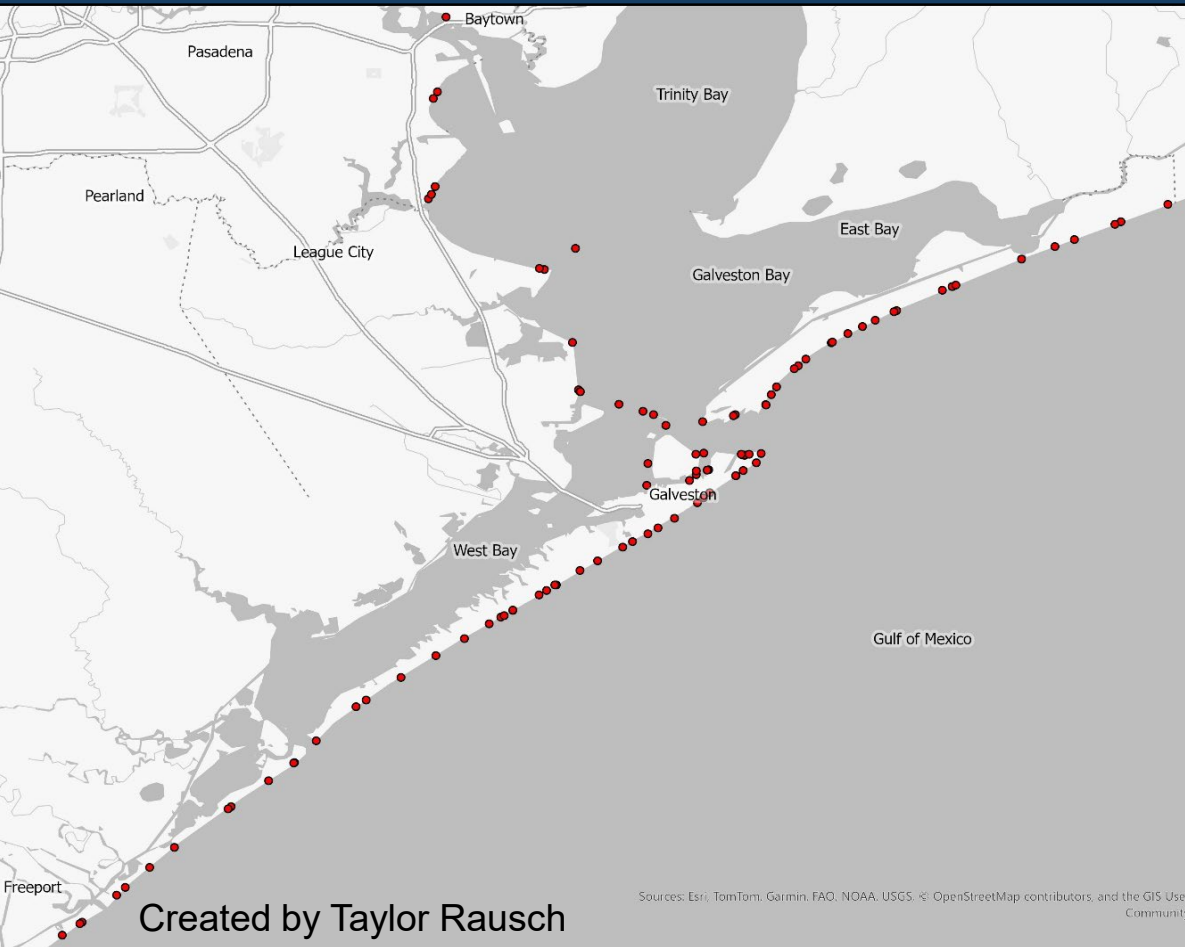 Baytown
Pasadena
Trinity Bay
Pearland
East Bay
League City
Galveston Bay
Galveston
West Bay
Gulf of Mexico
Freeport
Sources: Esri, TomTom, Garmin, FAO, NOAA, USGS, © OpenStreetMap contributors, and the GIS Use
Community
Created by Taylor Rausch